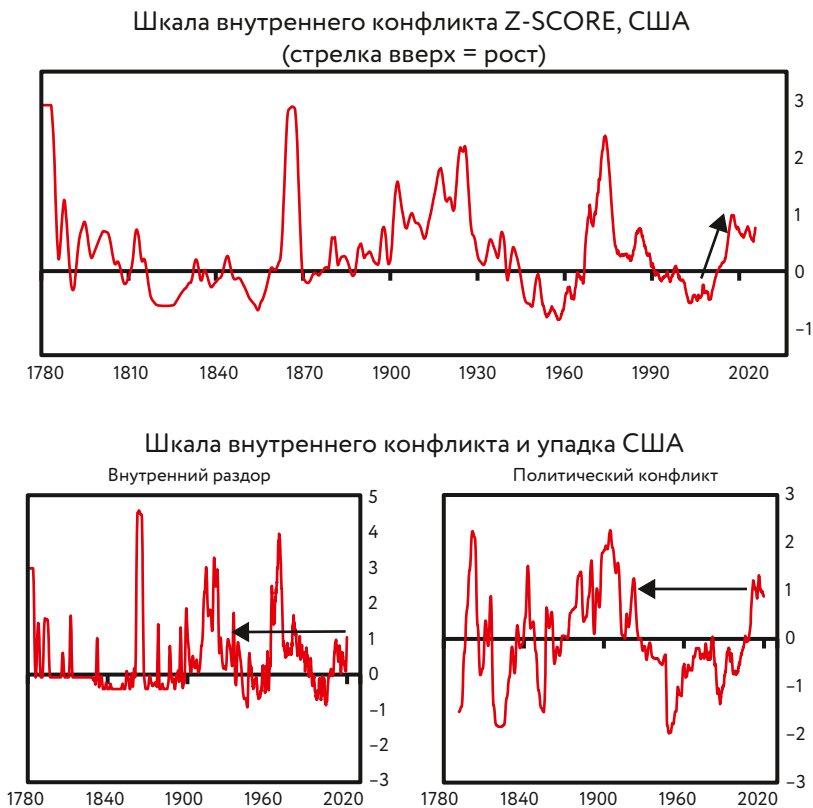 Шкала внутреннего конфликта Z-SCORE, США
(стрелка вверх = рост)
3
2
1
0
–1
1780 1810 1840 1870 1900 1930 1960 1990 2020
Шкала внутреннего конфликта и упадка США
Внутренний раздор
5
4
3
2
1
0
–1
–2
–3
1780 1840 1900 1960 2020
Политический конфликт
3
2
1
0
–1
–2
–3
1780 1840 1900 1960 2020